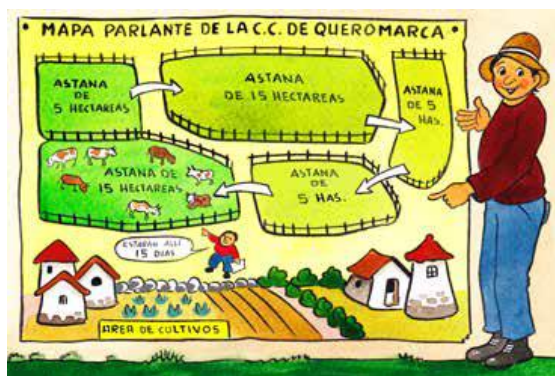 • MAPA PARLANTE DE LA C.C. DE QUEROMARCA •
ASTANA
DE
5 HECTAREAS
ASTANA
DE 15 HECTAREAS
ASTANA
DE 5
HAS.
ASTANA DE
15 HECTAREAS
ASTANA
DE
5 HAS.
ESTARAN ALLI
15 DIAS
AREA DE CULTIVOS